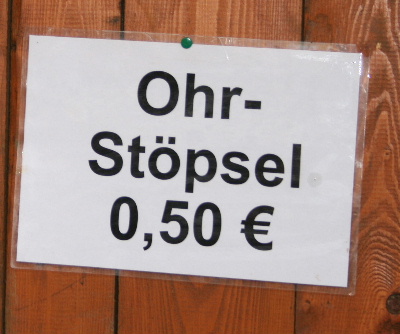 Ohr-
Stöpsel
0,50 €